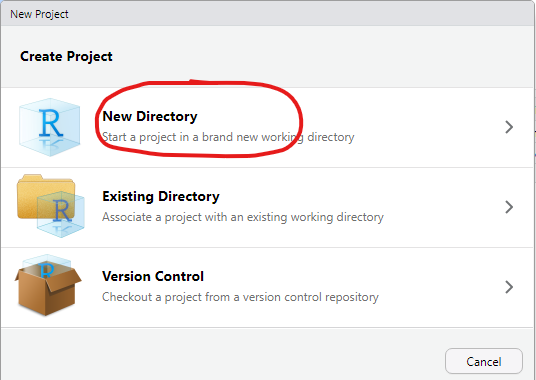 New Project
Create Project
R
New Directory
Start a project in a brand new working directory
R
Existing Directory
Associate a project with an existing working directory
R
Version Control
Checkout a project from a version control repository
Cancel